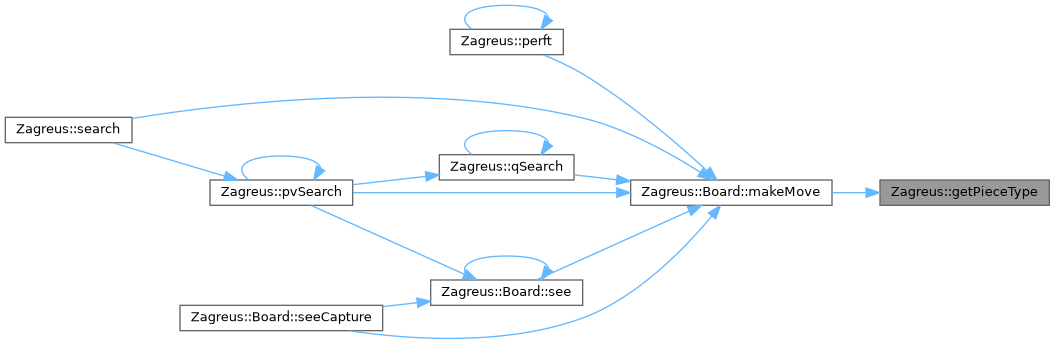 Zagreus::perft
Zagreus::search
Zagreus::qSearch
Zagreus::pvSearch
Zagreus::Board::makeMove
Zagreus::getPieceType
Zagreus::Board::see
Zagreus::Board::seeCapture